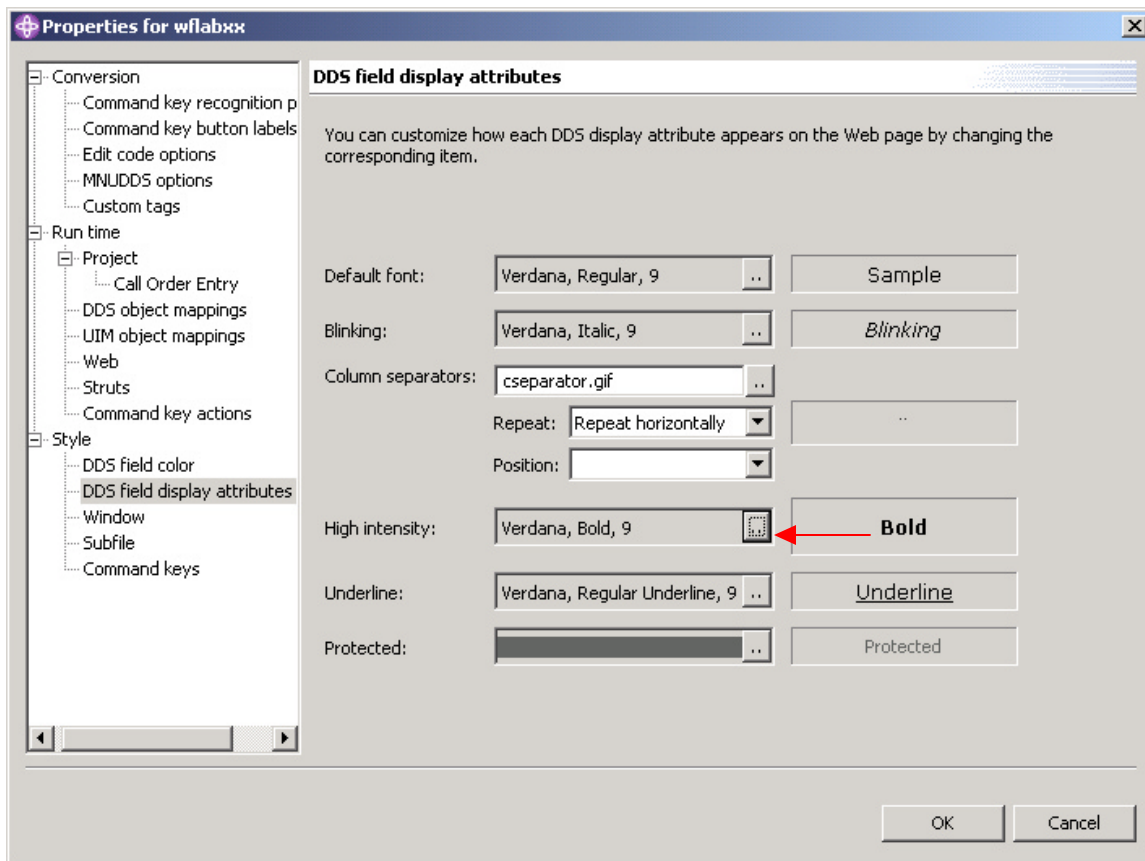 Properties for wflabxx
Conversion
Command key recognition p
Command key button labels
Edit code options
MNUDDS options
Custom tags
Run time
Project
Call Order Entry
DDS object mappings
UIM object mappings
Web
Struts
Command key actions
Style
DDS field color
DDS field display attributes
Window
Subfile
Command keys
DDS field display attributes
You can customize how each DDS display attribute appears on the Web page by changing the
corresponding item.
Default font: Verdana, Regular, 9 .. Sample
Blinking: Verdana, Italic, 9 .. Blinking
Column separators: cseparator.gif ..
Repeat: Repeat horizontally
Position:
High intensity: Verdana, Bold, 9 .. Bold
Underline: Verdana, Regular Underline, 9 .. Underline
Protected: .. Protected
OK Cancel